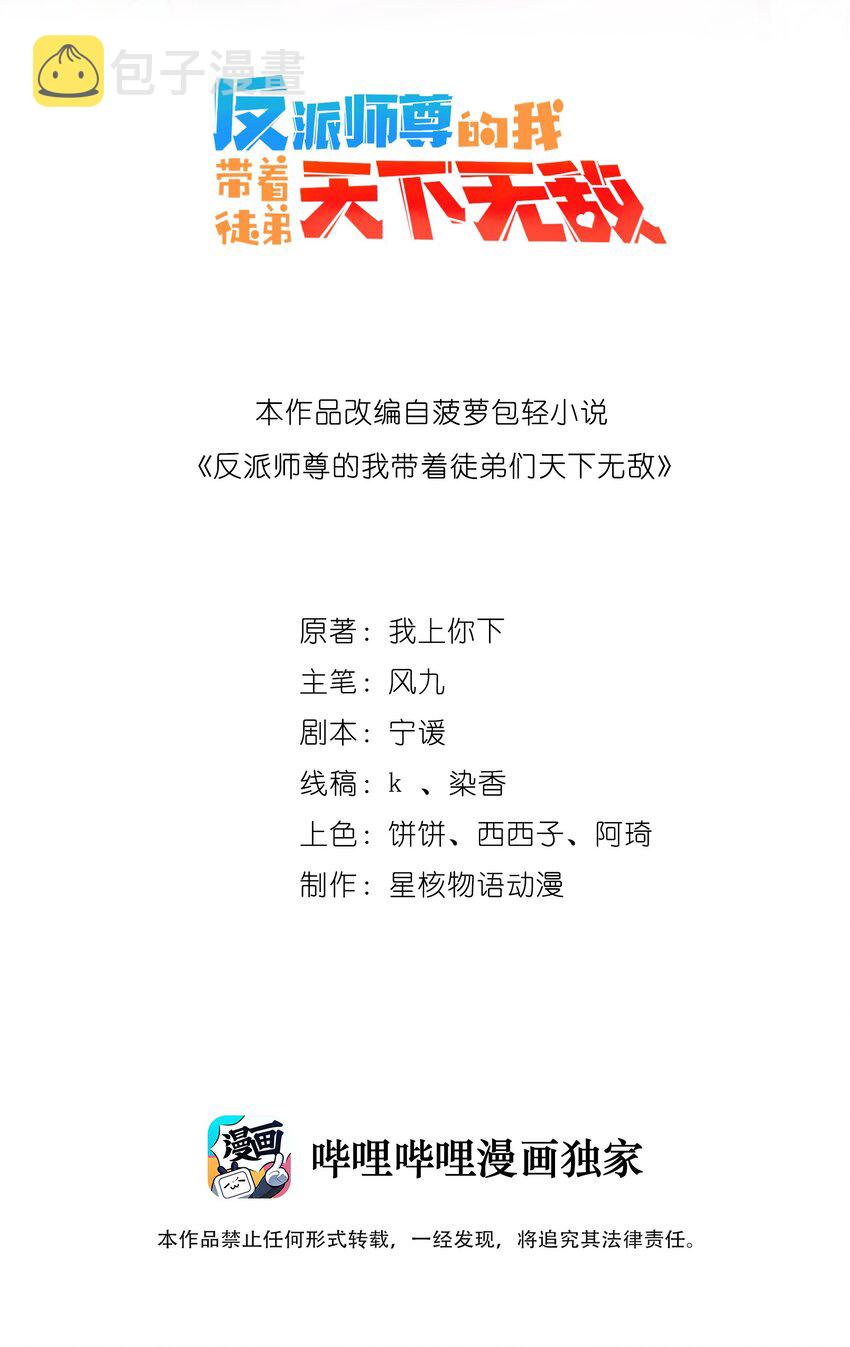 包子漫畫
反派师尊的我
带着
徒弟
天下无敌
本作品改编自菠萝包轻小说
《反派师尊的我带着徒弟们天下无敌》
原著：我上你下
主笔：风九
剧本：宁谖
线稿：k 、染香
上色：饼饼、西西子、阿琦
制作：星核物语动漫
漫画
哔哩哔哩漫画独家
本作品禁止任何形式转载，一经发现，将追究其法律责任。